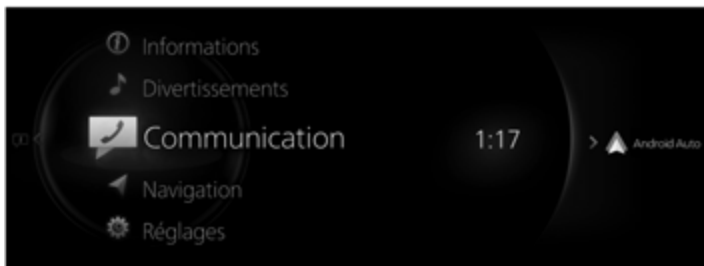 Informations
Divertissements
Communication
1:17
Android Auto
Navigation
Réglages